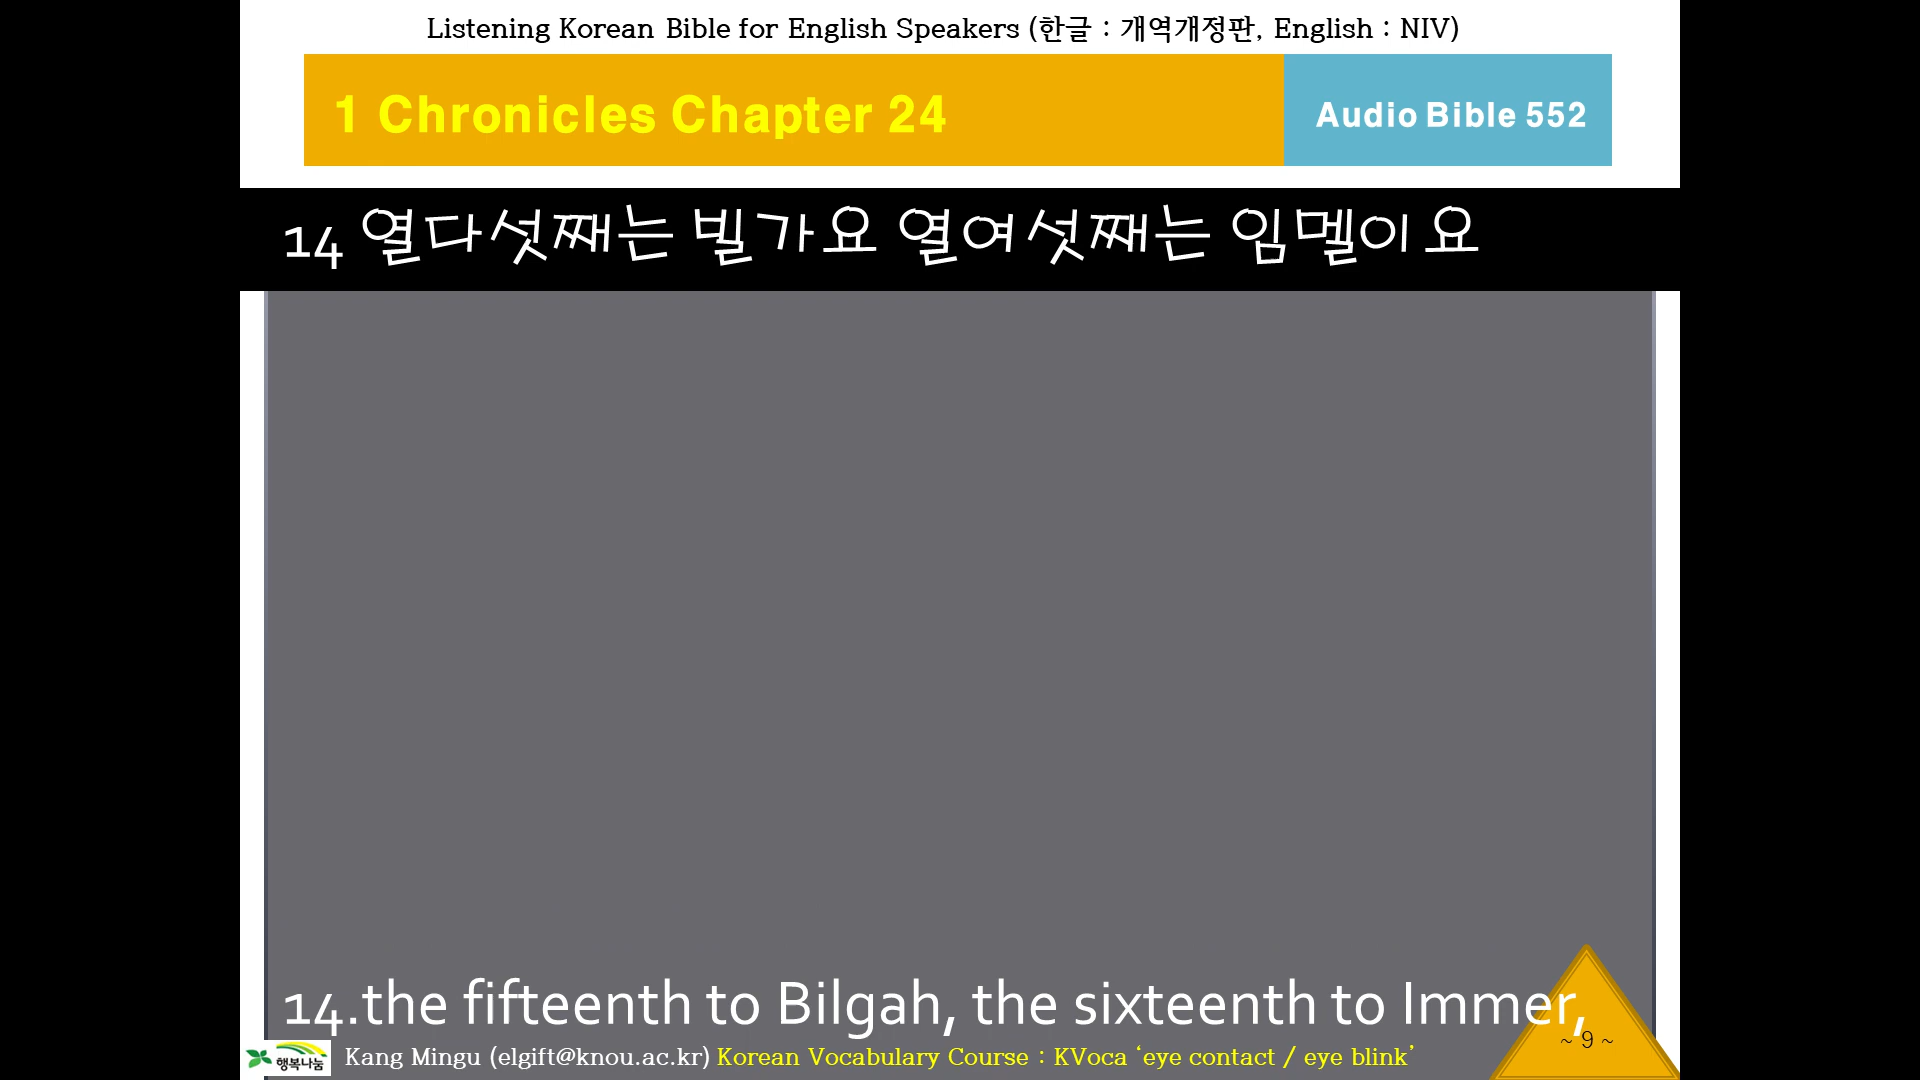 Listening Korean Bible for English Speakers (한글 : 개역개정판, English : NIV)
1 Chronicles Chapter 24
Audio Bible 552
14 열다섯째는 빌가요 열여섯째는 임멜이요
14.the fifteenth to Bilgah, the sixteenth to Immer,
~ 9 ~
행복나눔
Kang Mingu (elgift@knou.ac.kr) Korean Vocabulary Course : KVoca ‘eye contact / eye blink’